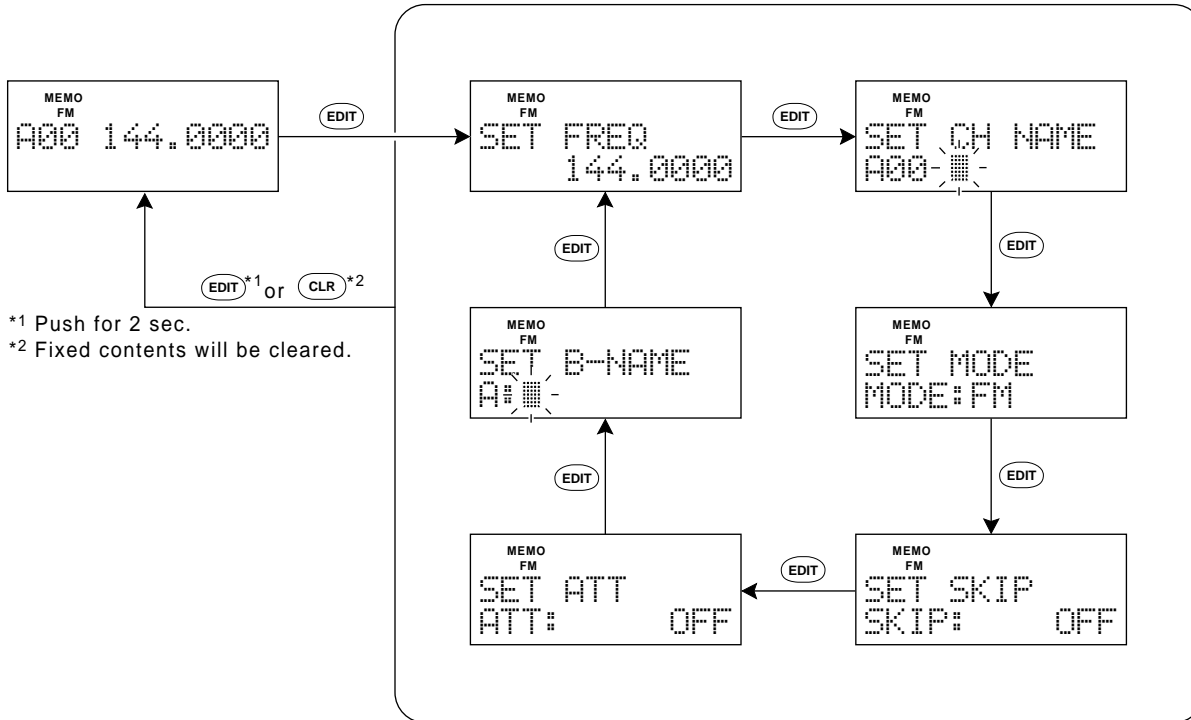 MEMO
FM
A00 144.0000
EDIT
MEMO
FM
SET FREQ
144.0000
EDIT
MEMO
FM
SET CH NAME
A00
EDIT
MEMO
FM
SET MODE
MODE:FM
EDIT
MEMO
FM
SET SKIP
SKIP: OFF
EDIT
MEMO
FM
SET ATT
ATT: OFF
EDIT
MEMO
FM
SET B-NAME
A:
EDIT
EDIT*1 or CLR*2
*1 Push for 2 sec.
*2 Fixed contents will be cleared.